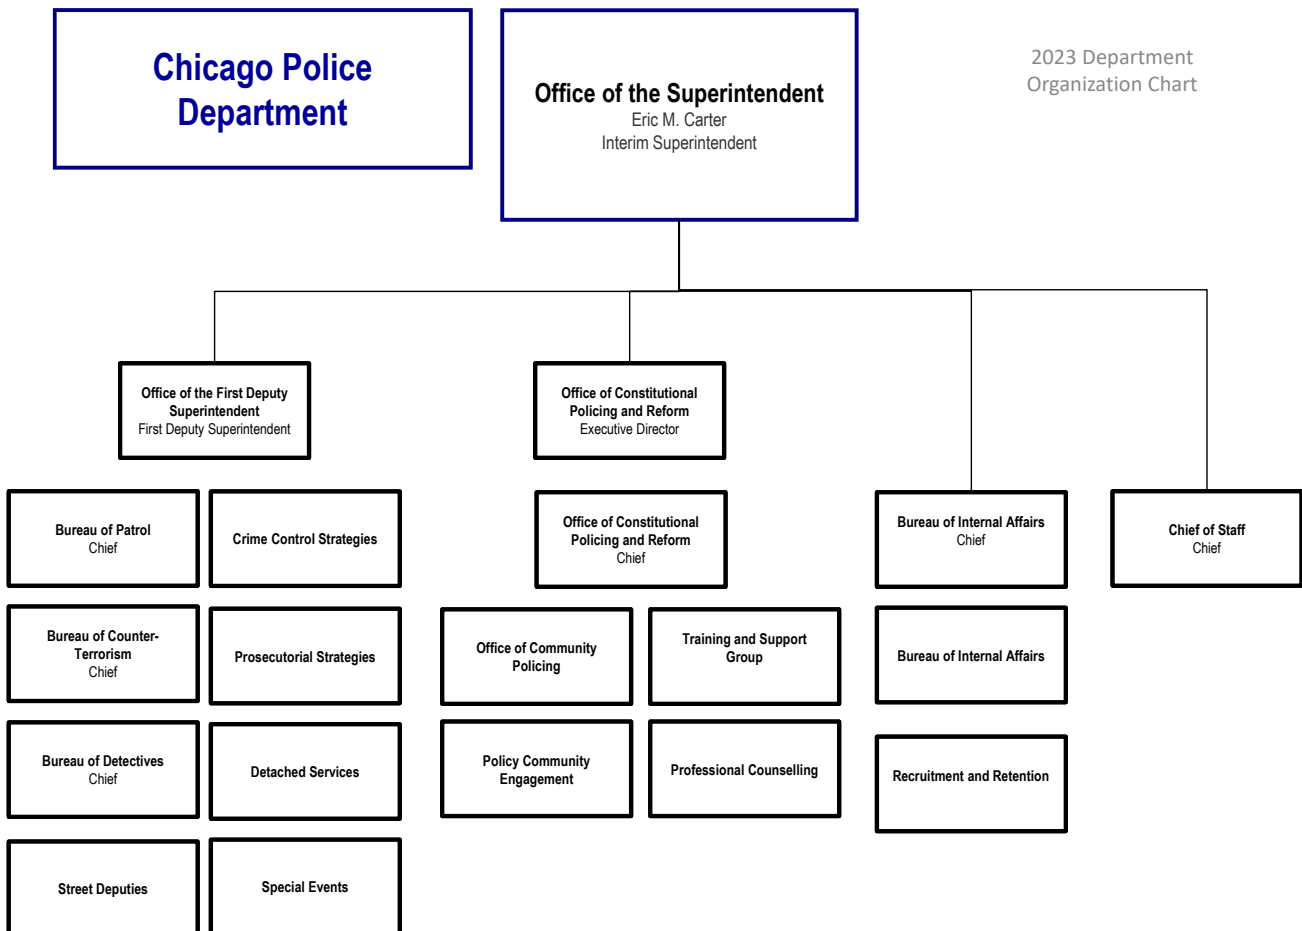 Chicago Police
Department
Office of the Superintendent
Eric M. Carter
Interim Superintendent
2023 Department
Organization Chart
Office of the First Deputy
Superintendent
First Deputy Superintendent
Office of Constitutional
Policing and Reform
Executive Director
Bureau of Patrol
Chief
Crime Control Strategies
Office of Constitutional
Policing and Reform
Chief
Bureau of Internal Affairs
Chief
Chief of Staff
Chief
Bureau of Counter-
Terrorism
Chief
Prosecutorial Strategies
Office of Community
Policing
Training and Support
Group
Bureau of Internal Affairs
Bureau of Detectives
Chief
Detached Services
Policy Community
Engagement
Professional Counselling
Recruitment and Retention
Street Deputies
Special Events